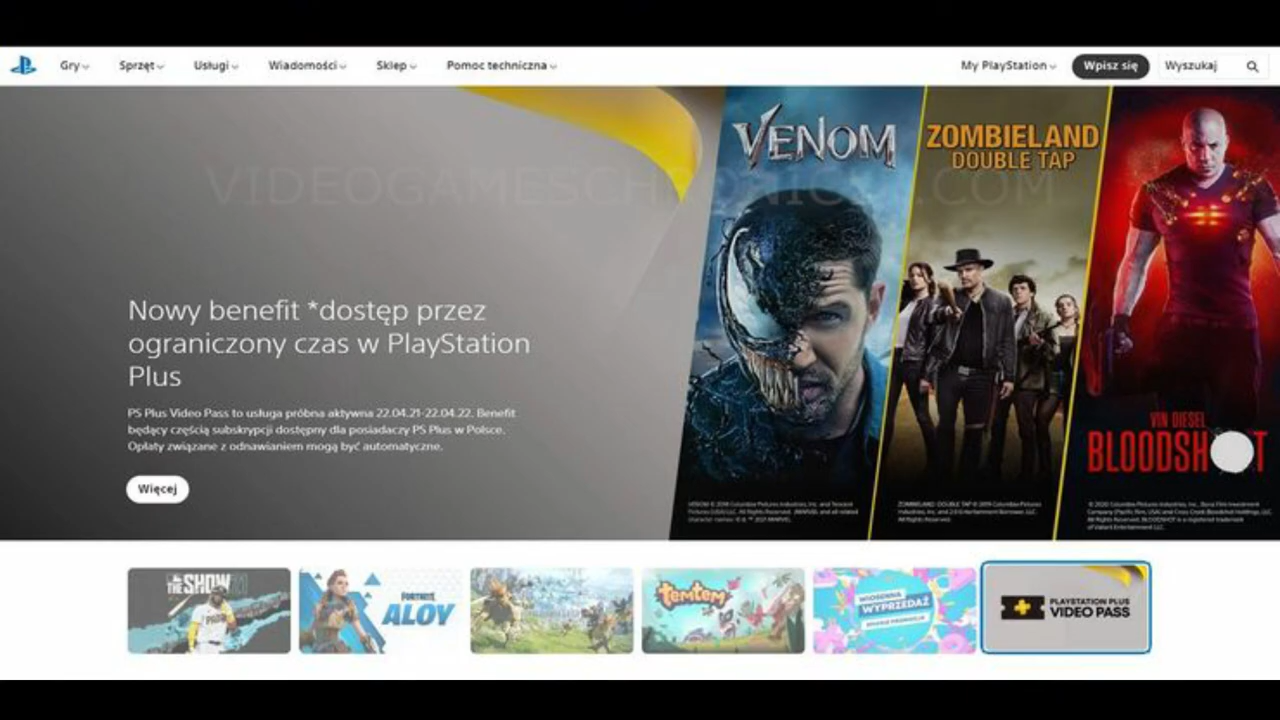 Gry
Sprzęt
Usługi
Wiadomości
Sklep
Pomoc techniczna
My PlayStation
Wpisz się
Wyszukaj
VENOM
ZOMBIELAND
DOUBLE TAP
Nowy benefit *dostęp przez
ograniczony czas w PlayStation
Plus
PS Plus Video Pass to usługa próbna aktywna 22.04.21-22.04.22. Benefit
będący częścią subskrypcji dostępny dla posiadaczy PS Plus w Polsce.
Opłaty związane z odnawianiem mogą być automatyczne.
Więcej
VIN DIESEL
THE SHOW 21
FORTNITE
ALOY
temtem
WIOSENNA
WYPRZEDAŻ
PLAYSTATION PLUS
VIDEO PASS